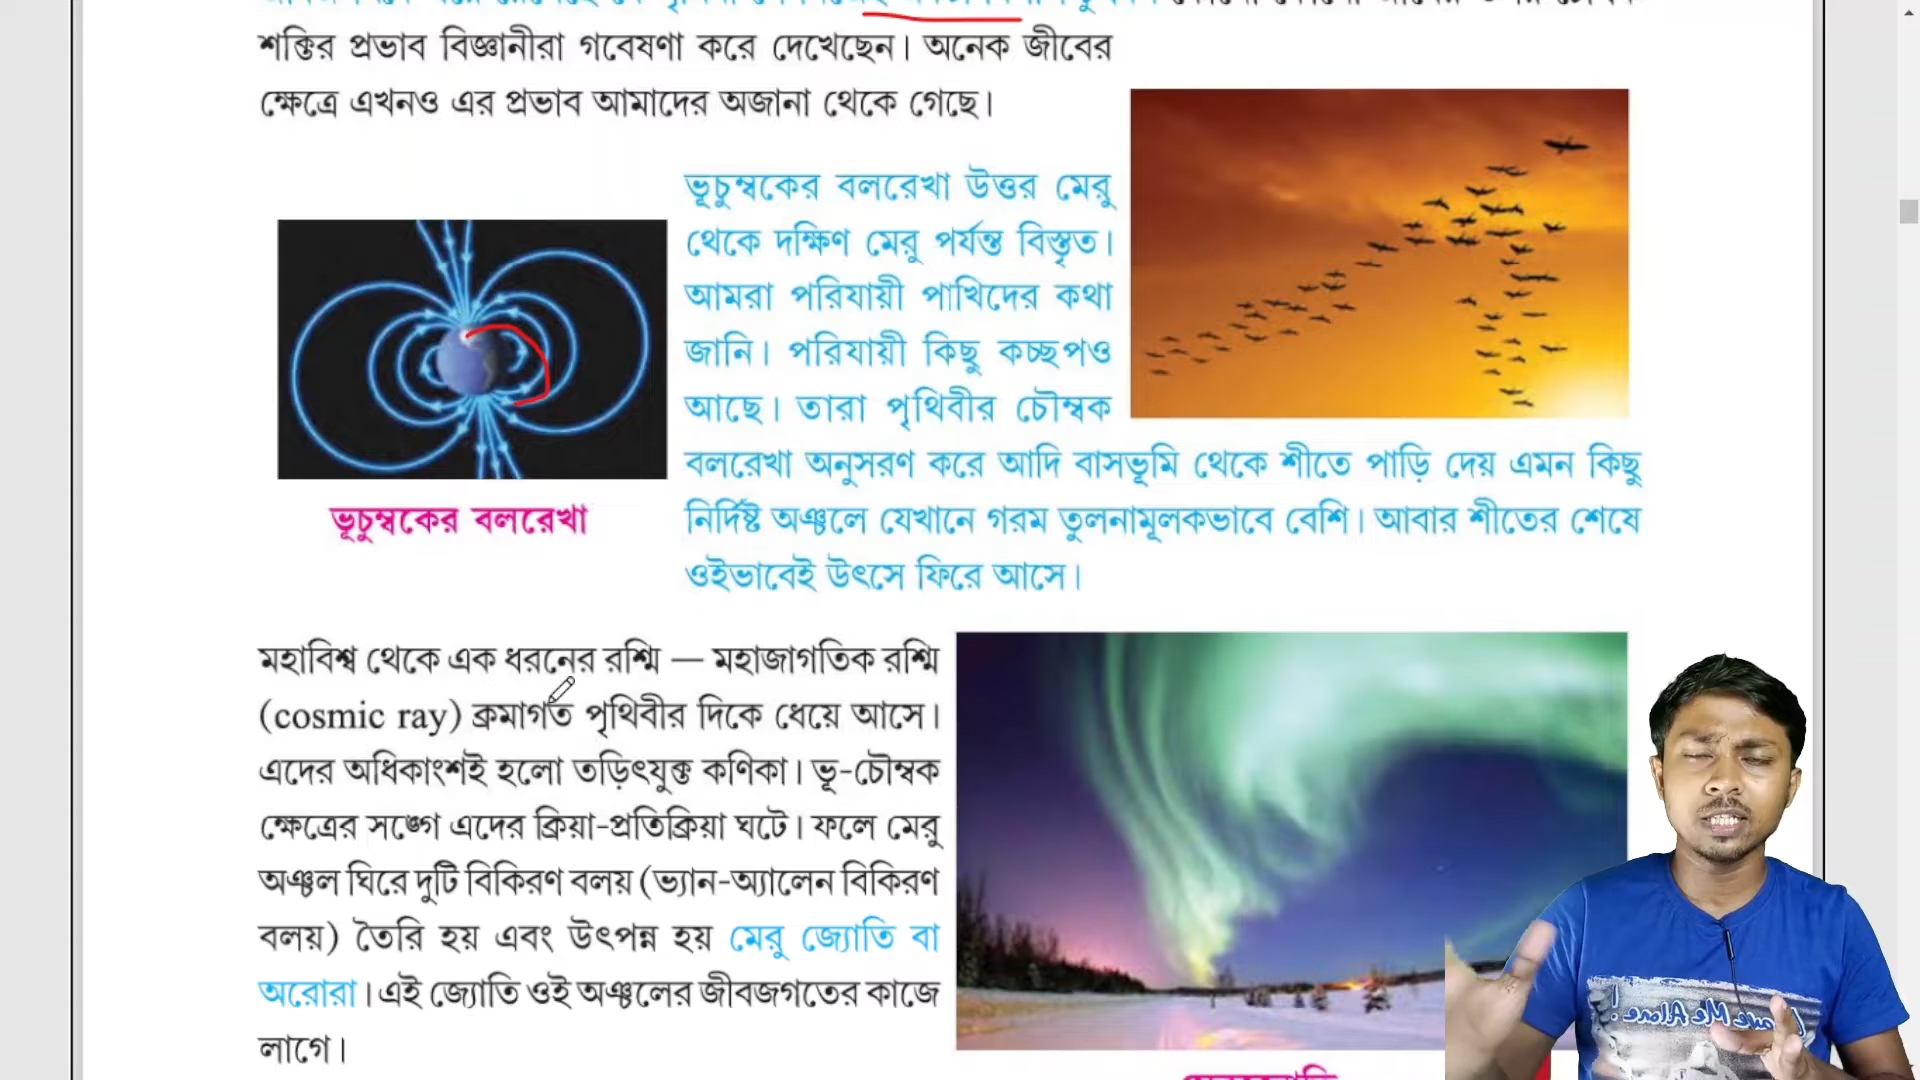 শক্তির প্রভাব বিজ্ঞানীরা গবেষণা করে দেখেছেন। অনেক জীবের
ক্ষেত্রে এখনও এর প্রভাব আমাদের অজানা থেকে গেছে।
ভূচুম্বকের বলরেখা উত্তর মেরু
থেকে দক্ষিণ মেরু পর্যন্ত বিস্তৃত।
আমরা পরিযায়ী পাখিদের কথা
জানি। পরিযায়ী কিছু কচ্ছপও
আছে। তারা পৃথিবীর চৌম্বক
বলরেখা অনুসরণ করে আদি বাসভূমি থেকে শীতে পাড়ি দেয় এমন কিছু
নির্দিষ্ট অঞ্চলে যেখানে গরম তুলনামূলকভাবে বেশি। আবার শীতের শেষে
ওইভাবেই উৎসে ফিরে আসে।
ভূচুম্বকের বলরেখা
মহাবিশ্ব থেকে এক ধরনের রশ্মি — মহাজাগতিক রশ্মি
(cosmic ray) ক্রমাগত পৃথিবীর দিকে ধেয়ে আসে।
এদের অধিকাংশই হলো তড়িৎযুক্ত কণিকা। ভূ-চৌম্বক
ক্ষেত্রের সঙ্গে এদের ক্রিয়া-প্রতিক্রিয়া ঘটে। ফলে মেরু
অঞ্চল ঘিরে দুটি বিকিরণ বলয় (ভ্যান-অ্যালেন বিকিরণ
বলয়) তৈরি হয় এবং উৎপন্ন হয় মেরু জ্যোতি বা
অরোরা। এই জ্যোতি ওই অঞ্চলের জীবজগতের কাজে
লাগে।
Me Alone!